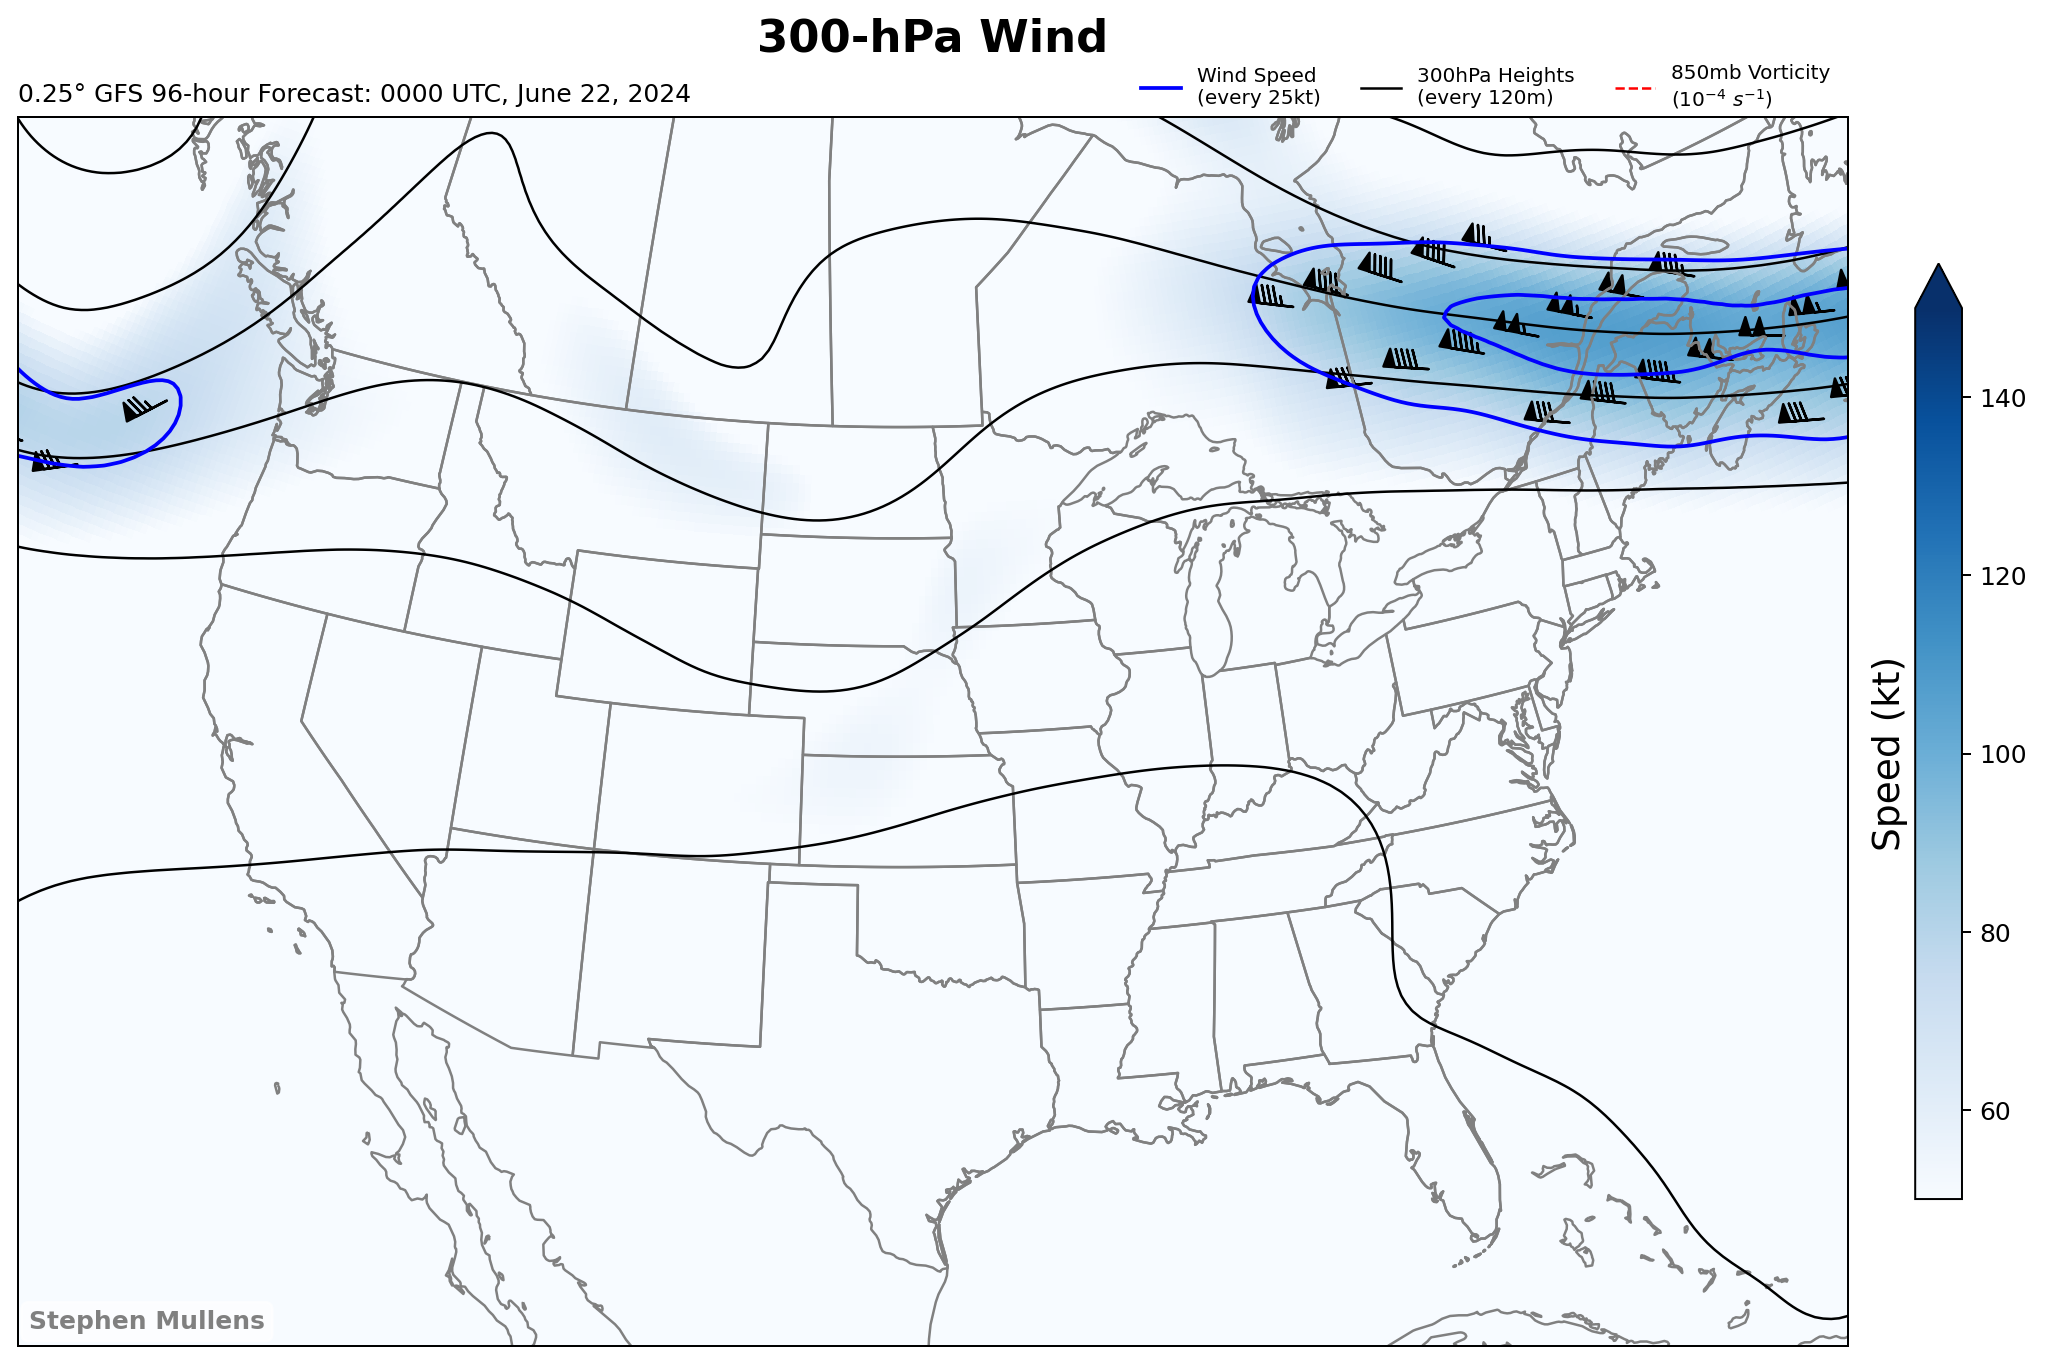 300-hPa Wind
0.25° GFS 96-hour Forecast: 0000 UTC, June 22, 2024
Wind Speed
(every 25kt)
300hPa Heights
(every 120m)
850mb Vorticity
(10⁻⁴ s⁻¹)
140
120
100
80
60
Speed (kt)
Stephen Mullens